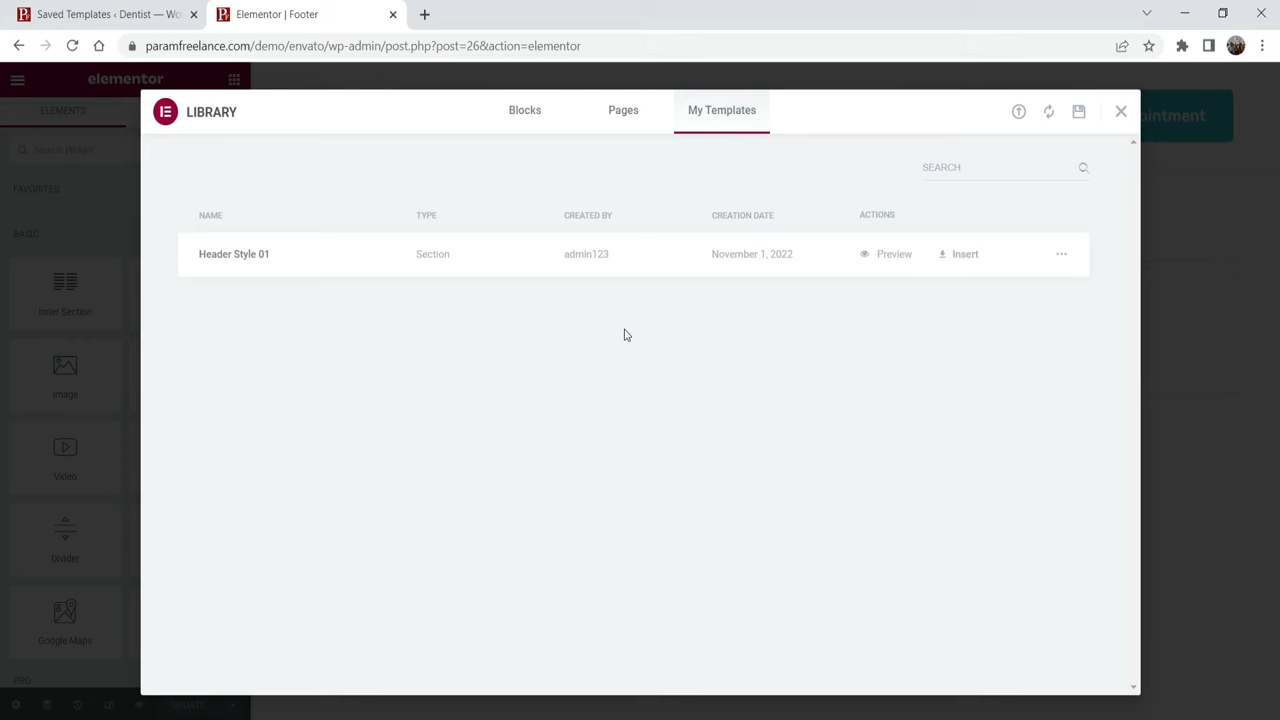 Saved Templates ‹ Dentist — Wo
Elementor | Footer
paramfreelance.com/demo/envato/wp-admin/post.php?post=26&action=elementor
elementor
ELEMENTS
LIBRARY
Blocks
Pages
My Templates
ointment
Search Widget
SEARCH
FAVORITES
NAME
TYPE
CREATED BY
CREATION DATE
ACTIONS
BASIC
Header Style 01
Section
admin123
November 1, 2022
Preview
Insert
Inner Section
Image
Video
Divider
Google Maps
PRO
UPDATE